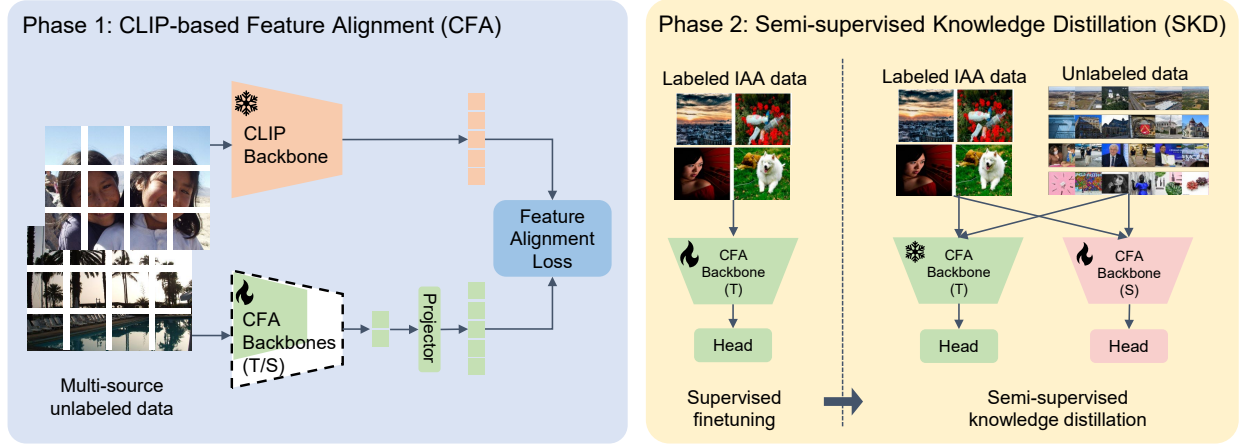 Phase 1: CLIP-based Feature Alignment (CFA)
CLIP
Backbone
Feature
Alignment
Loss
CFA
Backbones
(T/S)
Projector
Multi-source
unlabeled data
Phase 2: Semi-supervised Knowledge Distillation (SKD)
Labeled IAA data
CFA
Backbone
(T)
Head
Supervised
finetuning
Labeled IAA data
Unlabeled data
CFA
Backbone
(T)
Head
CFA
Backbone
(S)
Head
Semi-supervised
knowledge distillation